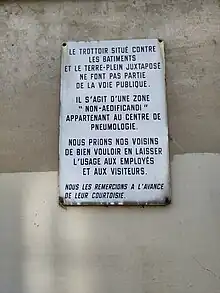 LE TROTTOIR SITUÉ CONTRE
LES BATIMENTS
ET LE TERRE-PLEIN JUXTAPOSÉ
NE FONT PAS PARTIE
DE LA VOIE PUBLIQUE.
IL S'AGIT D'UNE ZONE
"NON-AEDIFICANDI"
APPARTENANT AU CENTRE DE
PNEUMOLOGIE.
NOUS PRIONS NOS VOISINS
DE BIEN VOULOIR EN LAISSER
L'USAGE AUX EMPLOYÉS
ET AUX VISITEURS.
NOUS LES REMERCIONS A L'AVANCE
DE LEUR COURTOISIE.